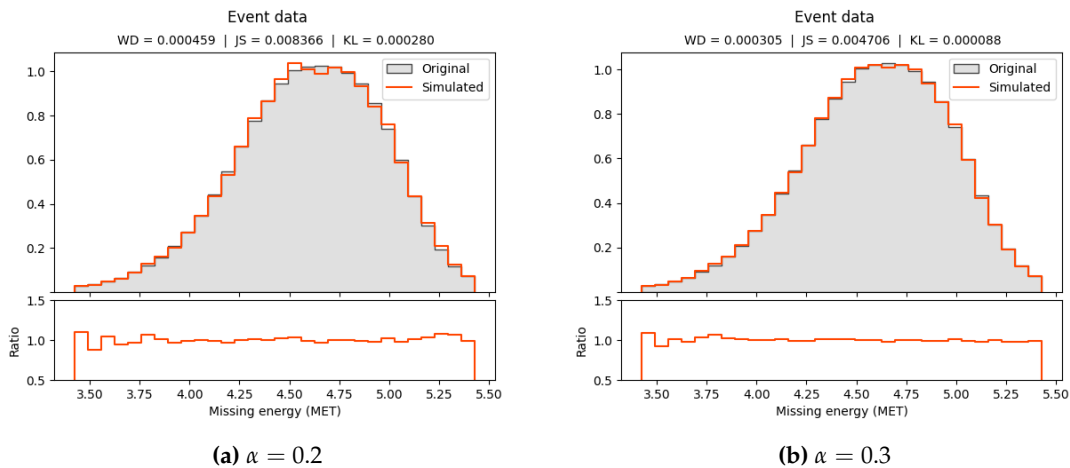 Event data
WD = 0.000459 | JS = 0.008366 | KL = 0.000280
1.0
0.8
0.6
0.4
0.2
Original
Simulated
1.5
1.0
0.5
Ratio
3.50 3.75 4.00 4.25 4.50 4.75 5.00 5.25 5.50
Missing energy (MET)
(a) α = 0.2
Event data
WD = 0.000305 | JS = 0.004706 | KL = 0.000088
1.0
0.8
0.6
0.4
0.2
Original
Simulated
1.5
1.0
0.5
Ratio
3.50 3.75 4.00 4.25 4.50 4.75 5.00 5.25 5.50
Missing energy (MET)
(b) α = 0.3